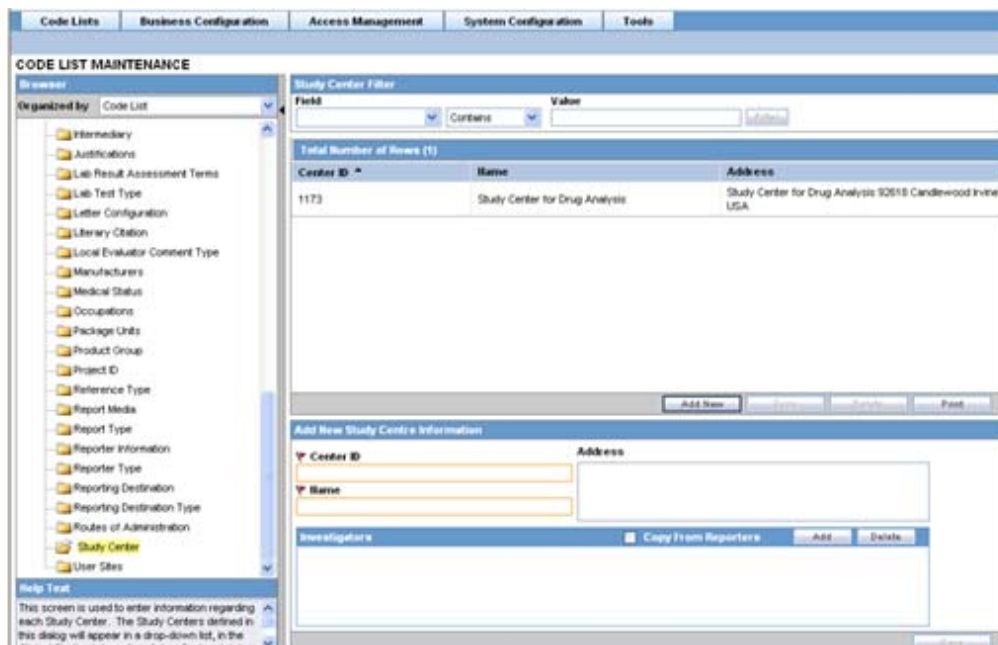 Code Lists Business Configuration Access Management System Configuration Tools
CODE LIST MAINTENANCE
Browser
Organized by Code List
Intermediary
Justifications
Lab Result Assessment Terms
Lab Test Type
Letter Configuration
Literary Citation
Local Evaluator Comment Type
Manufacturers
Medical Status
Occupations
Package Units
Product Group
Project ID
Reference Type
Report Media
Report Type
Reporter Information
Reporter Type
Reporting Destination
Reporting Destination Type
Routes of Administration
Study Center
User Sites
Help Text
This screen is used to enter information regarding
each Study Center. The Study Centers defined in
this dialog will appear in a drop-down list, in the
Study Center Filter
Field Value
Contains
Total Number of Rows (1)
Center ID Name Address
1173 Study Center for Drug Analysis Study Center for Drug Analysis 92618 Candlewood Irvine
USA
Add New Delete Print
Add New Study Centre Information
Center ID Address
Name
Investigators Copy From Reporters Add Delete